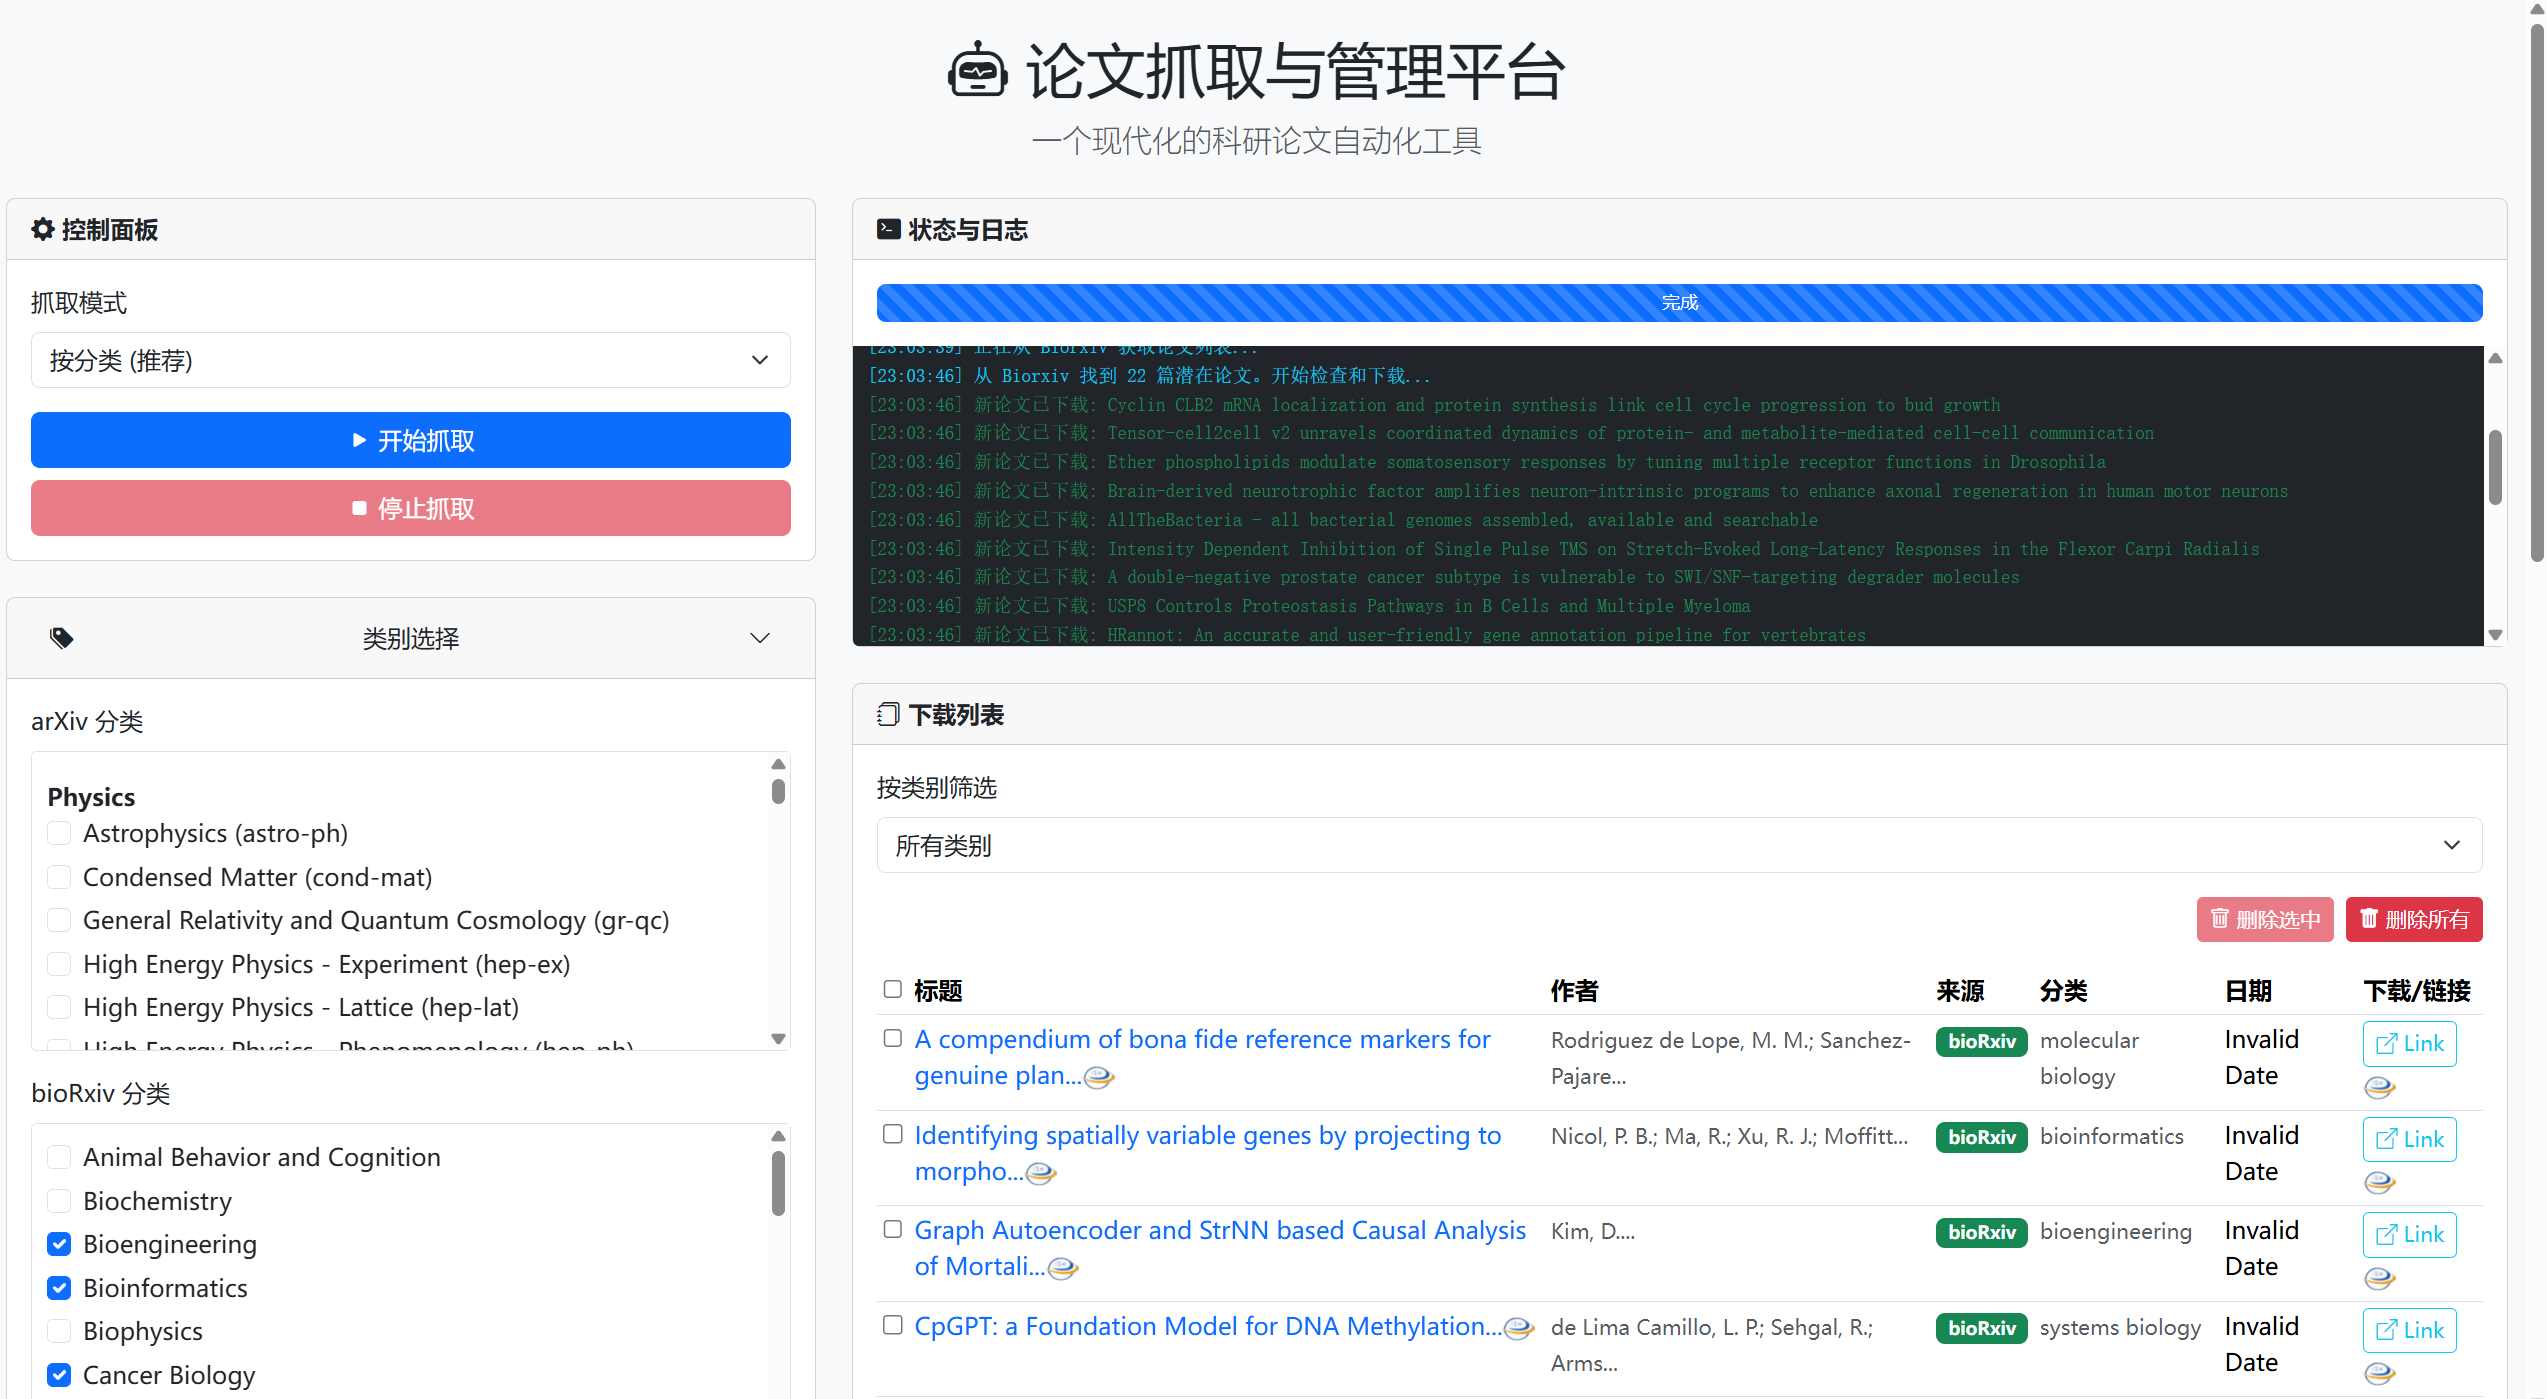 论文抓取与管理平台
一个现代化的科研论文自动化工具
控制面板
抓取模式
按分类 (推荐)
开始抓取
停止抓取
类别选择
arXiv 分类
Physics
Astrophysics (astro-ph)
Condensed Matter (cond-mat)
General Relativity and Quantum Cosmology (gr-qc)
High Energy Physics - Experiment (hep-ex)
High Energy Physics - Lattice (hep-lat)
High Energy Physics - Phenomenology (hep-ph)
bioRxiv 分类
Animal Behavior and Cognition
Biochemistry
Bioengineering
Bioinformatics
Biophysics
Cancer Biology
状态与日志
完成
[23:03:39] 正在从 Biorxiv 获取论文列表...
[23:03:46] 从 Biorxiv 找到 22 篇潜在论文。开始检查和下载...
[23:03:46] 新论文已下载: Cyclin CLB2 mRNA localization and protein synthesis link cell cycle progression to bud growth
[23:03:46] 新论文已下载: Tensor-cell2cell v2 unravels coordinated dynamics of protein- and metabolite-mediated cell-cell communication
[23:03:46] 新论文已下载: Ether phospholipids modulate somatosensory responses by tuning multiple receptor functions in Drosophila
[23:03:46] 新论文已下载: Brain-derived neurotrophic factor amplifies neuron-intrinsic programs to enhance axonal regeneration in human motor neurons
[23:03:46] 新论文已下载: AllTheBacteria - all bacterial genomes assembled, available and searchable
[23:03:46] 新论文已下载: Intensity Dependent Inhibition of Single Pulse TMS on Stretch-Evoked Long-Latency Responses in the Flexor Carpi Radialis
[23:03:46] 新论文已下载: A double-negative prostate cancer subtype is vulnerable to SWI/SNF-targeting degrader molecules
[23:03:46] 新论文已下载: USP8 Controls Proteostasis Pathways in B Cells and Multiple Myeloma
[23:03:46] 新论文已下载: HRannot: An accurate and user-friendly gene annotation pipeline for vertebrates
下载列表
按类别筛选
所有类别
删除选中 删除所有
标题 作者 来源 分类 日期 下载/链接
A compendium of bona fide reference markers for Rodriguez de Lope, M. M.; Sanchez- bioRxiv molecular Invalid Link
genuine plan... Pajare... biology Date
Identifying spatially variable genes by projecting to Nicol, P. B.; Ma, R.; Xu, R. J.; Moffitt... bioRxiv bioinformatics Invalid Link
morpho... Date
Graph Autoencoder and StrNN based Causal Analysis Kim, D.... bioRxiv bioengineering Invalid Link
of Mortali... Date
CpGPT: a Foundation Model for DNA Methylation... de Lima Camillo, L. P.; Sehgal, R.; bioRxiv systems biology Invalid Link
Arms... Date